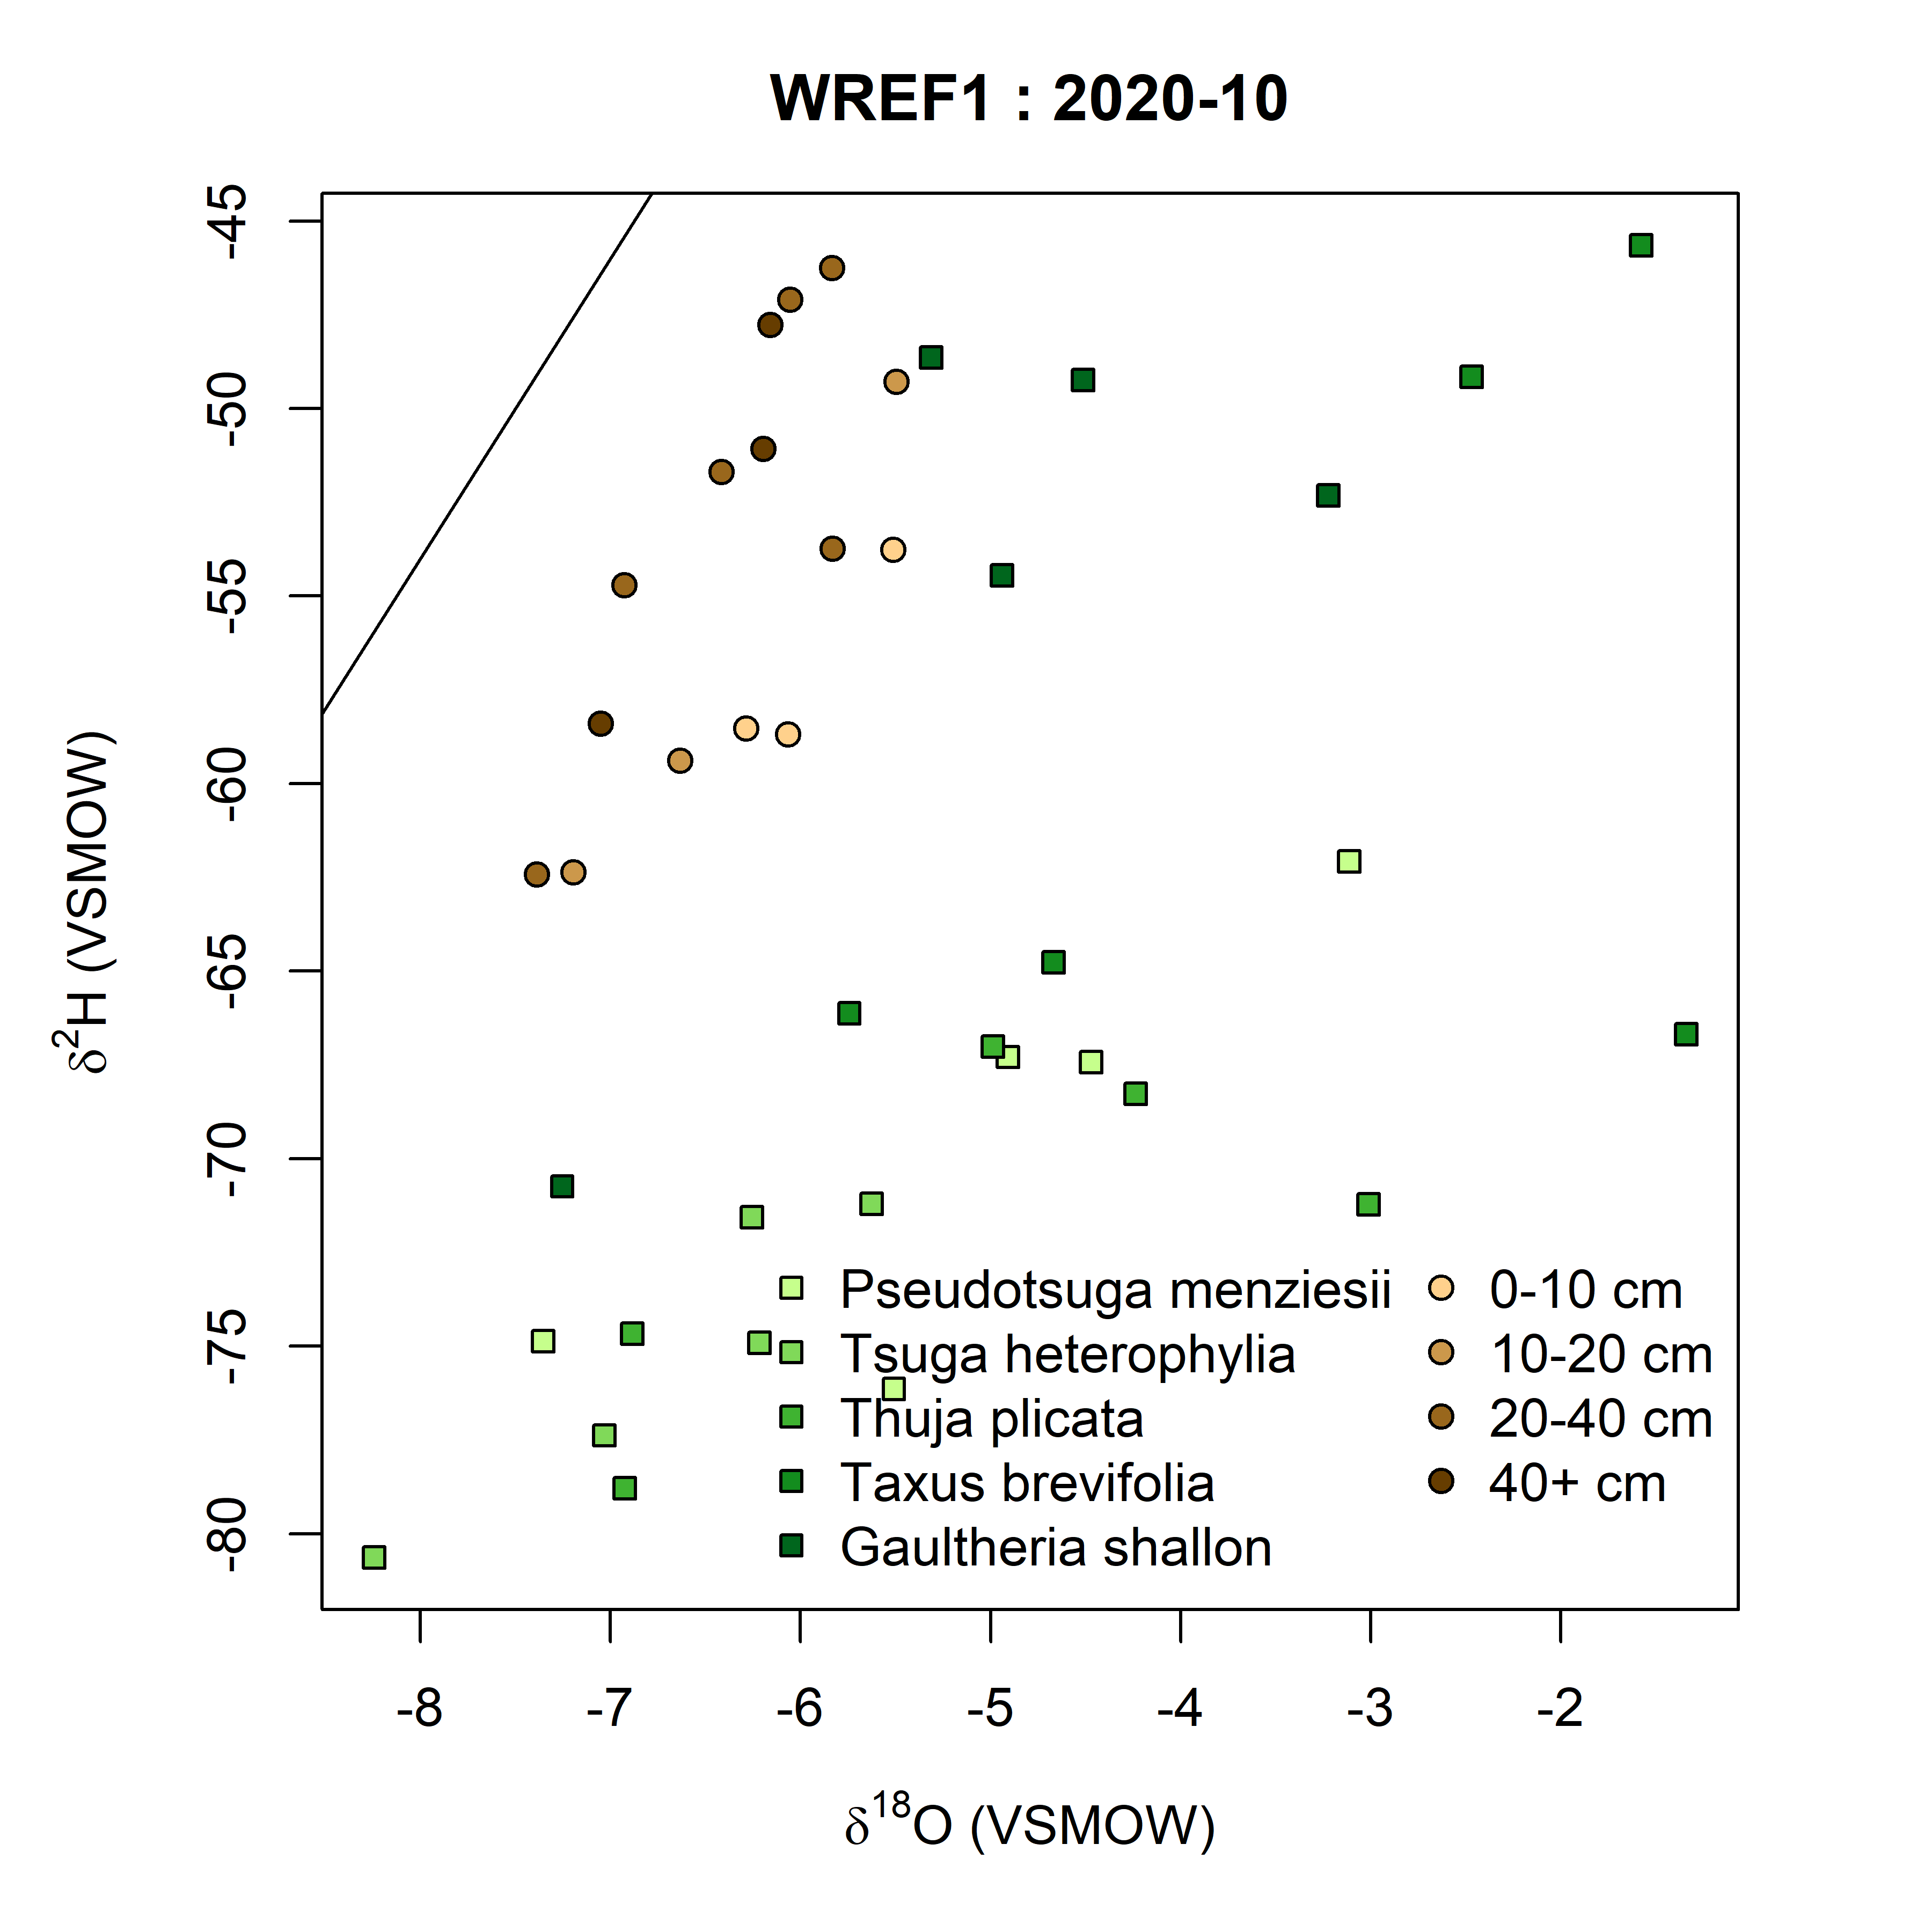 WREF1 : 2020-10
-45
-50
-55
-60
-65
-70
-75
-80
δ²H (VSMOW)
Pseudotsuga menziesii
Tsuga heterophylia
Thuja plicata
Taxus brevifolia
Gaultheria shallon
0-10 cm
10-20 cm
20-40 cm
40+ cm
-8 -7 -6 -5 -4 -3 -2
δ¹⁸O (VSMOW)